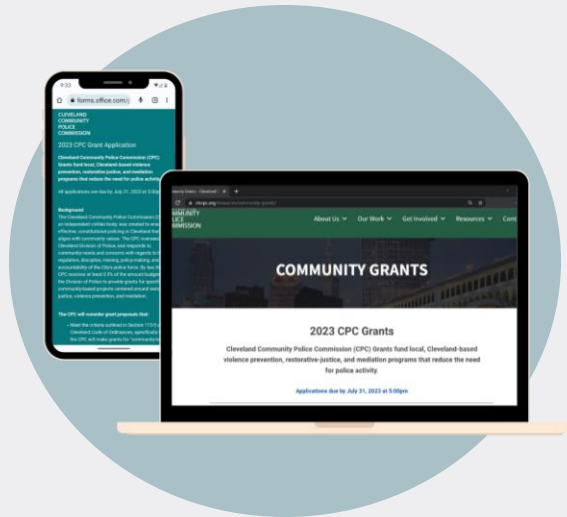 9:33
forms.office.com/
CLEVELAND
COMMUNITY
POLICE
COMMISSION
2023 CPC Grant Application
Cleveland Community Police Commission (CPC)
Grants fund local, Cleveland-based violence
prevention, restorative justice, and mediation
programs that reduce the need for police activity.
All applications are due by July 31, 2023 at 5:00pm
Background
The Cleveland Community Police Commission
an independent civilian body, was created to
effective, constitutional policing in Cleveland
aligns with community values. The CPC
Cleveland Division of Police, and responds to
community needs and concerns with regards to
regulation, discipline, training, policy-making, and
accountability of the City's police force. By law
CPC receives at least 0.5% of the amount
the Division of Police to provide grants for
community-based projects centered around
justice, violence prevention, and mediation.
The CPC will consider grant proposals that:
• Meet the criteria outlined in Section
Cleveland Code of Ordinances, specifically
the CPC will make grants for "community
MMUNITY
LICE
MMISSION
About Us
Our Work
Get Involved
Resources
Cont
COMMUNITY GRANTS
2023 CPC Grants
Cleveland Community Police Commission (CPC) Grants fund local, Cleveland-based
violence prevention, restorative-justice, and mediation programs that reduce the need
for police activity.
Applications due by July 31, 2023 at 5:00pm